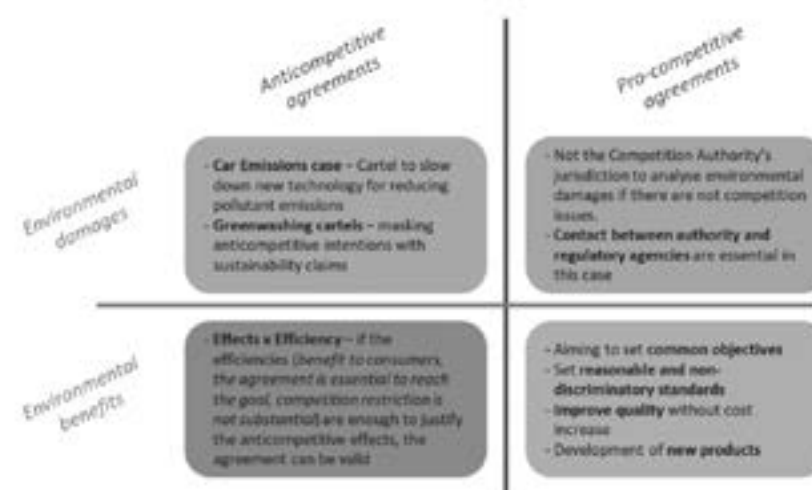 Anticompetitive
agreements
Pro-competitive
agreements
Environmental
damages
- Car Emissions case – Cartel to slow
down new technology for reducing
pollutant emissions
- Greenwashing cartels – masking
anticompetitive intentions with
sustainability claims
- Not the Competition Authority's
jurisdiction to analyse environmental
damages if there are not competition
issues.
- Contact between authority and
regulatory agencies are essential in
this case
Environmental
benefits
- Effects x Efficiency – if the
efficiencies (benefit to consumers,
the agreement is essential to reach
the goal, competition restriction is
not substantial) are enough to justify
the anticompetitive effects, the
agreement can be valid
- Aiming to set common objectives
- Set reasonable and non-
discriminatory standards
- Improve quality without cost
increase
- Development of new products